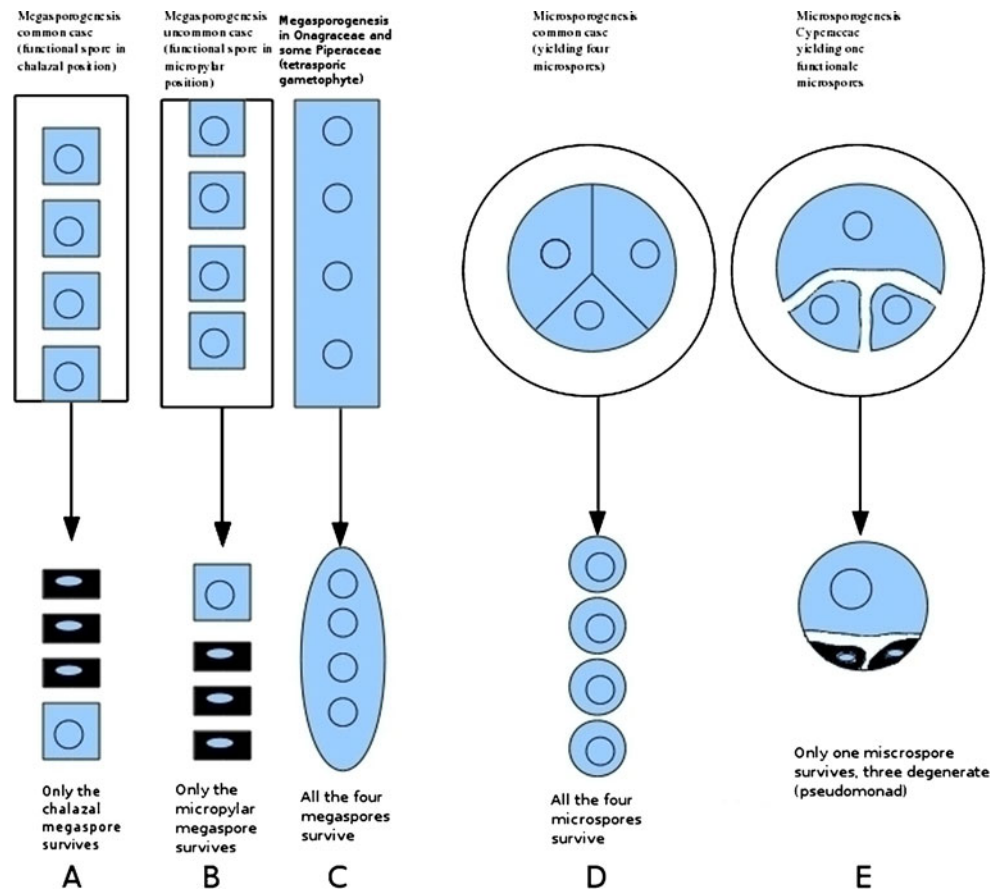 Megasporogenesis
common case
(functional spore in
chalazal position)
Megasporogenesis
uncommon case
(functional spore in
micropylar
position)
Megasporogenesis
in Onagraceae and
some Piperaceae
(tetrasporic
gametophyte)
Microsporogenesis
common case
(yielding four
microspores)
Microsporogenesis
Cyperaceae
yielding one
functionale
microspores
Only the
chalazal
megaspore
survives
Only the
micropylar
megaspore
survives
All the four
megaspores
survive
All the four
microspores
survive
Only one miscrospore
survives, three degenerate
(pseudomonad)
A
B
C
D
E